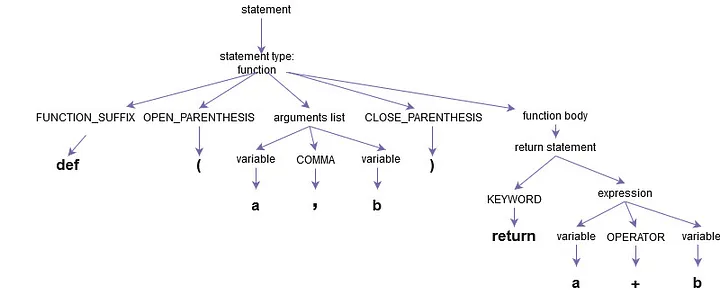 statement
statement type:
function
FUNCTION_SUFFIX OPEN_PARENTHESIS arguments list CLOSE_PARENTHESIS function body
return statement
def ( variable COMMA variable )
KEYWORD expression
a , b
return variable OPERATOR variable
a + b